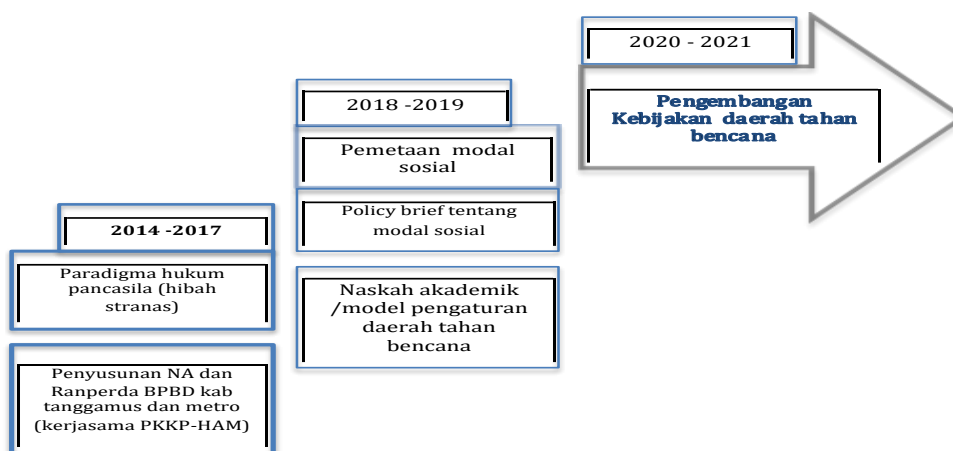 2014 -2017
Paradigma hukum
pancasila (hibah
stranas)
Penyusunan NA dan
Ranperda BPBD kab
tanggamus dan metro
(kerjasama PKKP-HAM)
2018 -2019
Pemetaan modal
sosial
Policy brief tentang
modal sosial
Naskah akademik
/model pengaturan
daerah tahan
bencana
2020 - 2021
Pengembangan
Kebijakan daerah tahan
bencana